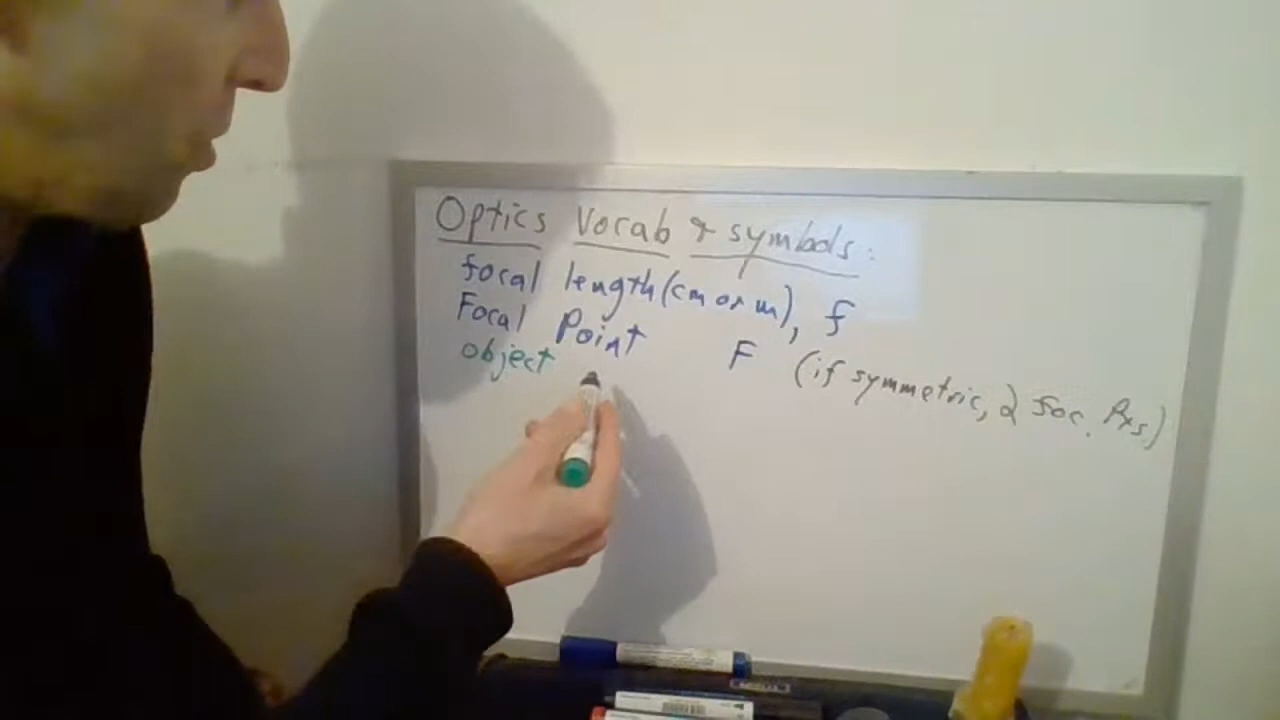 Optics Vocab & symbols:
focal length (cm or m), f
Focal Point F (if symmetric, 2 foc. Pts.)
object